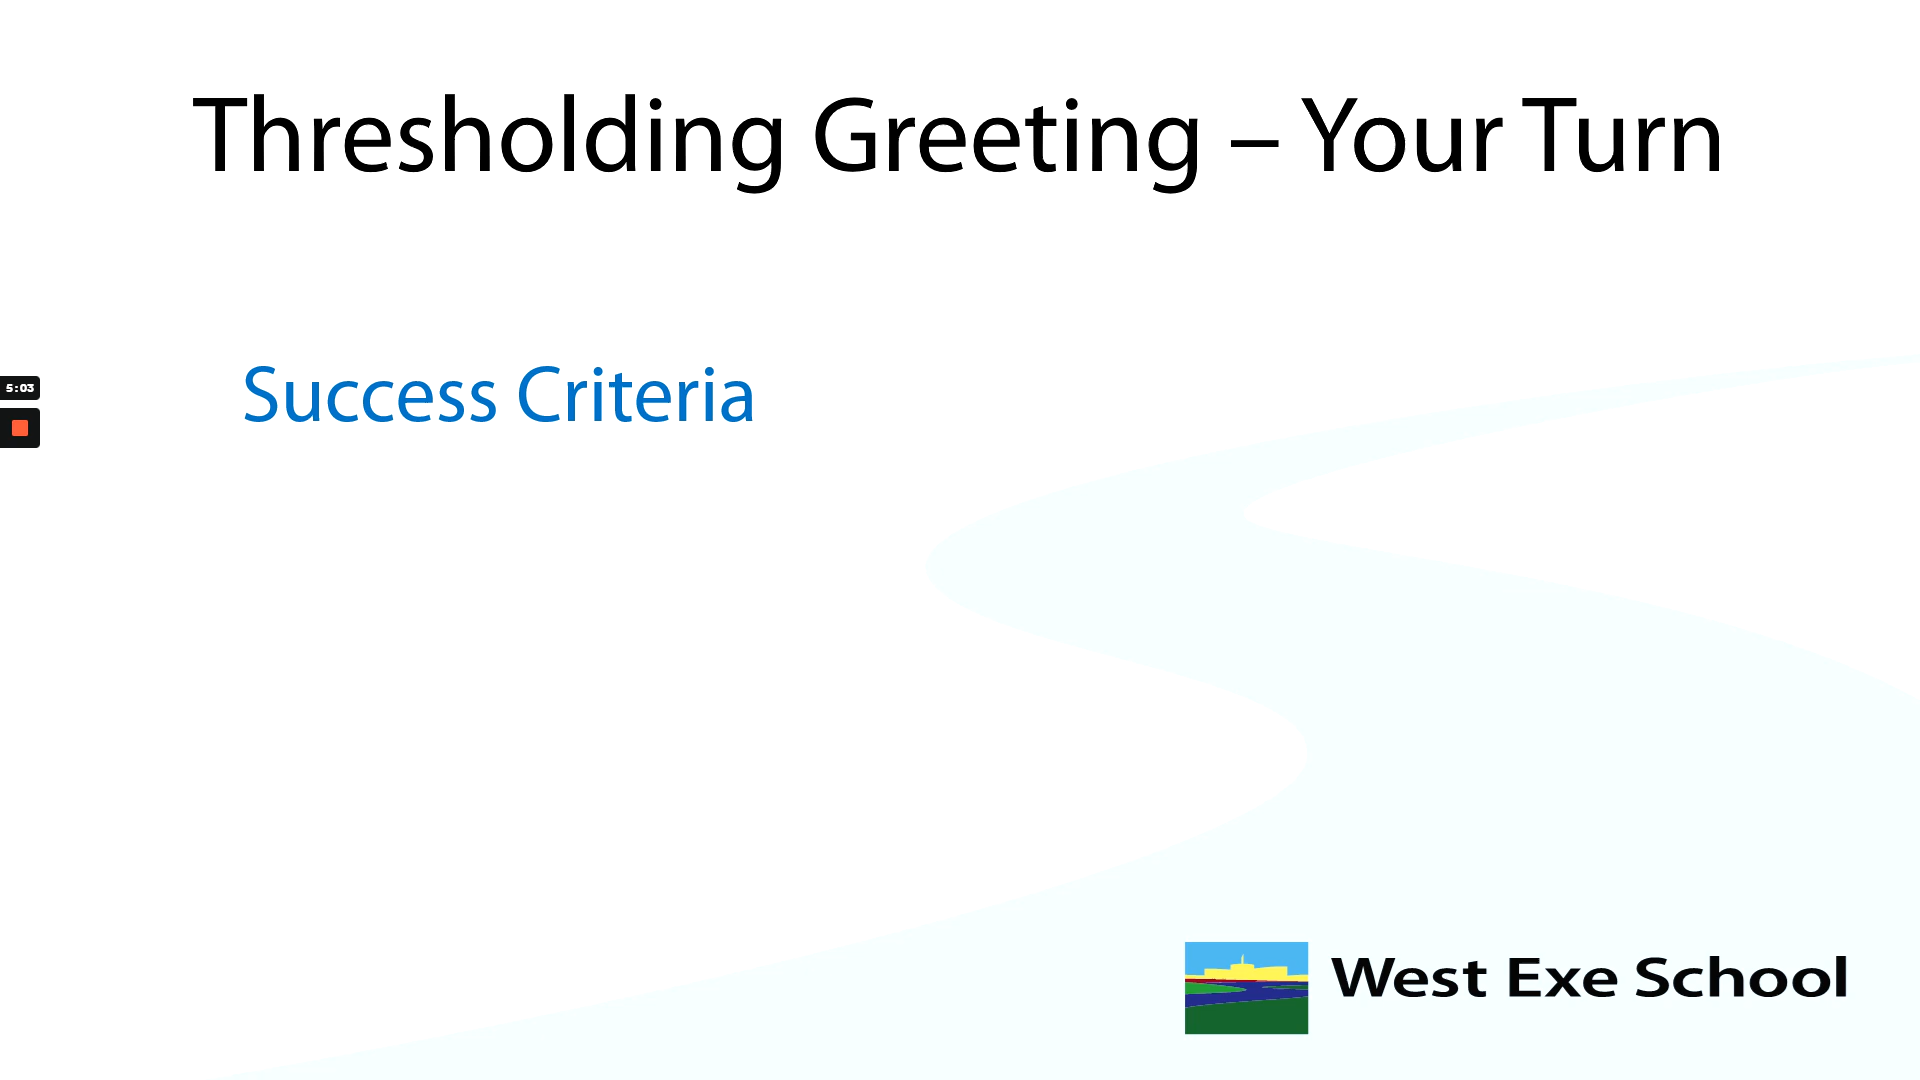 Thresholding Greeting – Your Turn
Success Criteria
5:03
West Exe School